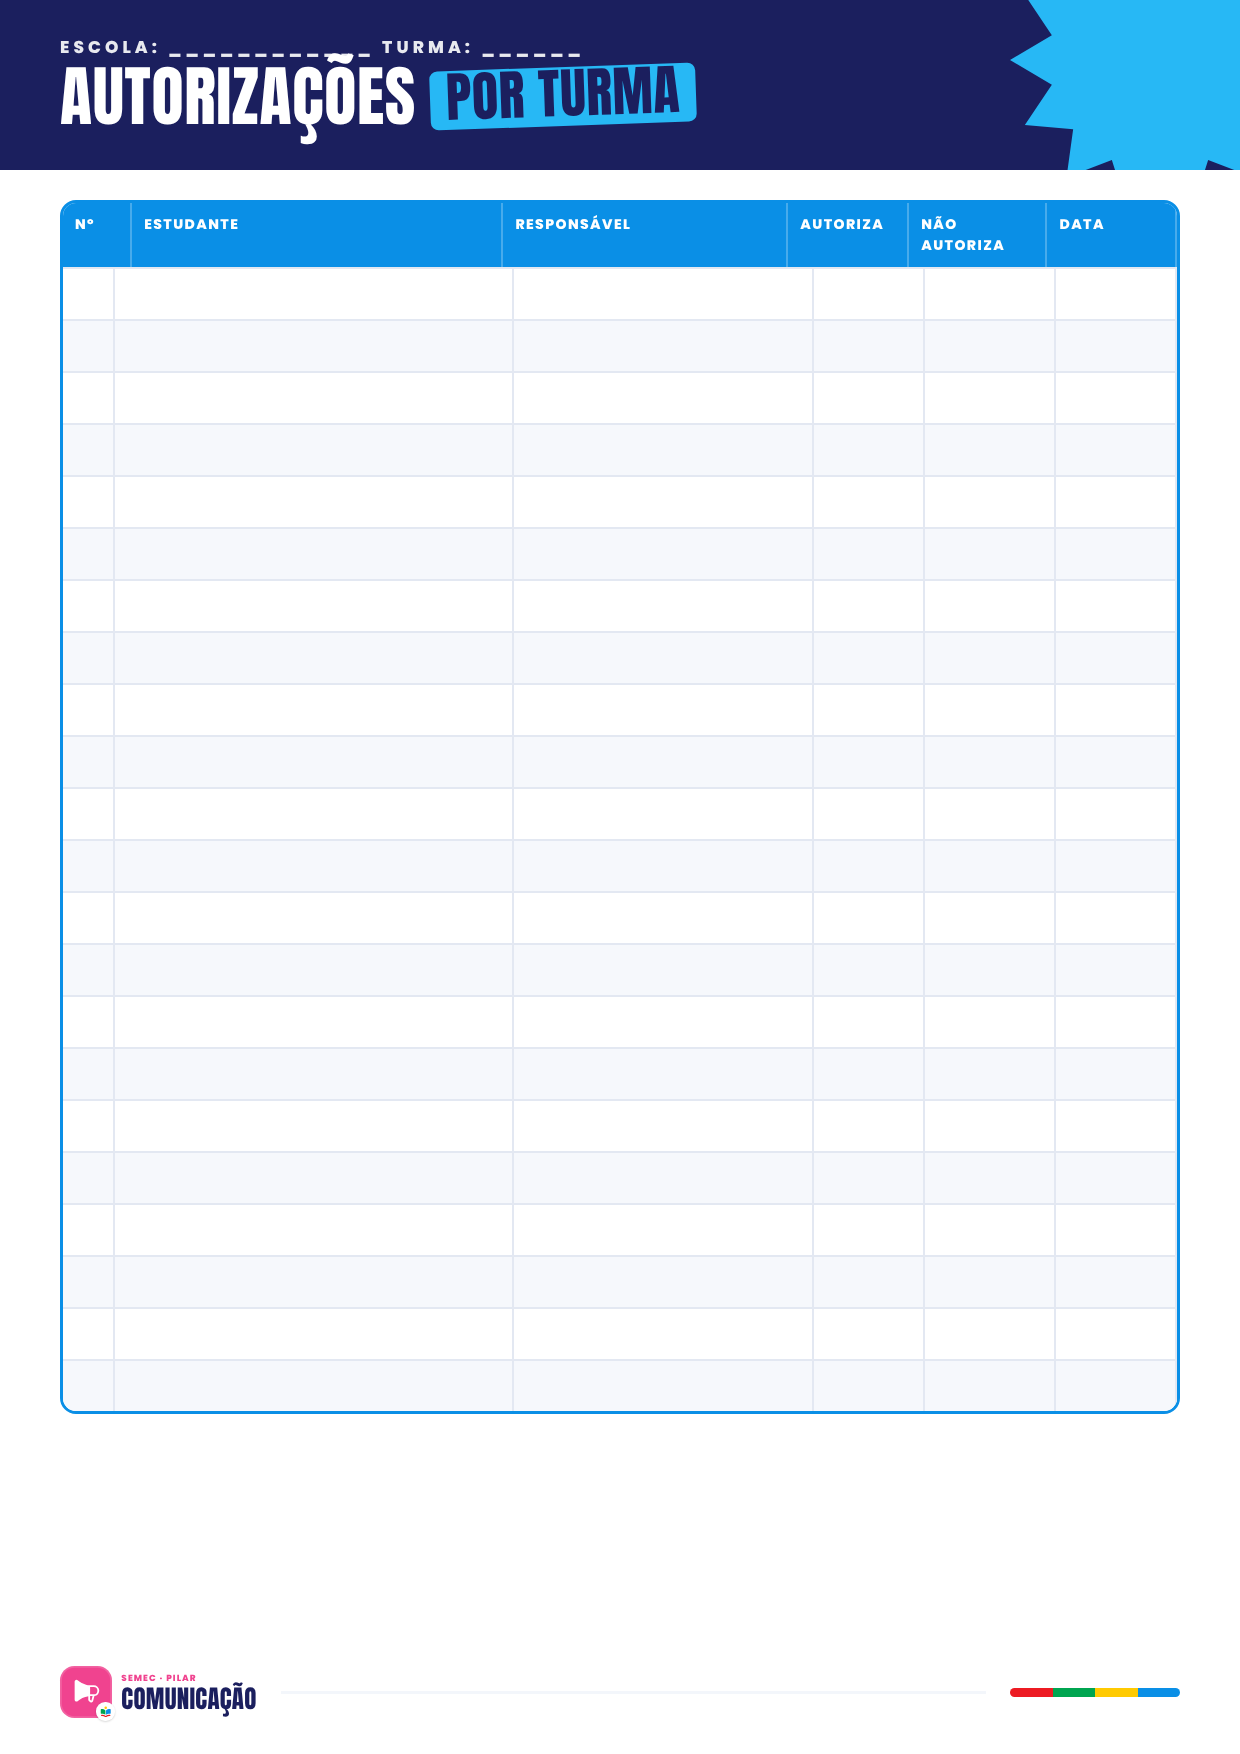 ESCOLA: ____________ TURMA: ______
AUTORIZAÇÕES POR TURMA
Nº ESTUDANTE RESPONSÁVEL AUTORIZA NÃO AUTORIZA DATA
SEMEC · PILAR
COMUNICAÇÃO